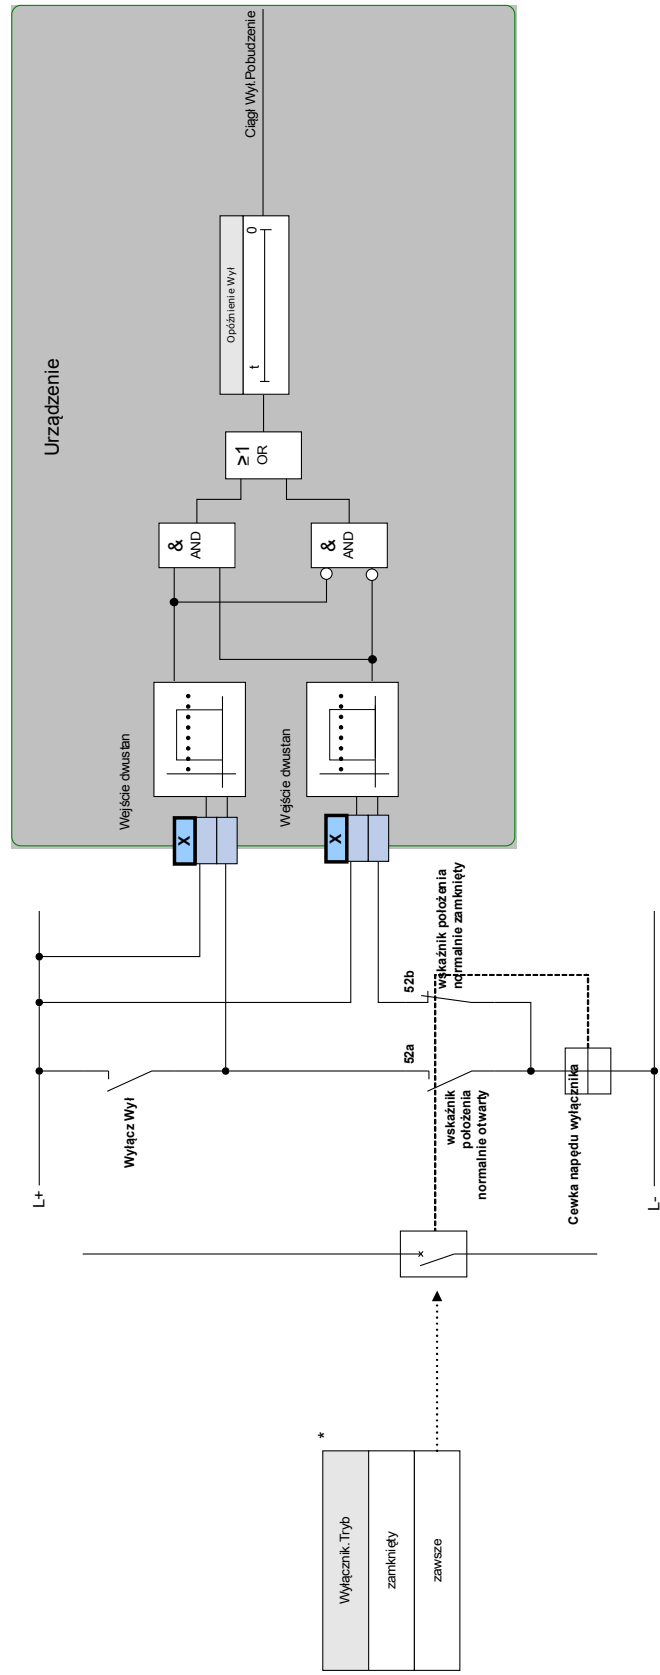 Urządzenie
Ciągł Wył.Pobudzenie
Opóźnienie Wył
t
0
≥1
OR
&
AND
&
AND
Wejście dwustan
Wejście dwustan
X
X
L+
Wyłącz Wył
52a
52b
wskaźnik położenia
normalnie zamknięty
wskaźnik
położenia
normalnie otwarty
Cewka napędu wyłącznika
L-
*
Wyłącznik.Tryb
zamknięty
zawsze